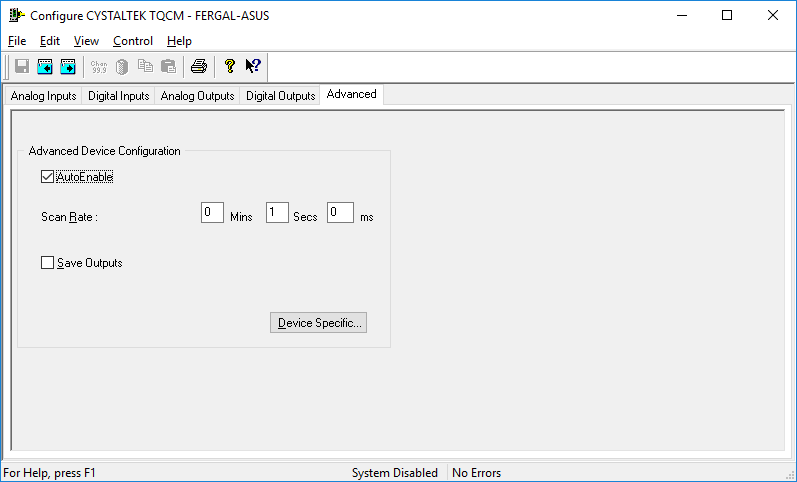 Configure CYSTALTEK TQCM - FERGAL-ASUS
File Edit View Control Help
Chan 99.9
Analog Inputs Digital Inputs Analog Outputs Digital Outputs Advanced
Advanced Device Configuration
AutoEnable
Scan Rate : 0 Mins 1 Secs 0 ms
Save Outputs
Device Specific...
For Help, press F1 System Disabled No Errors